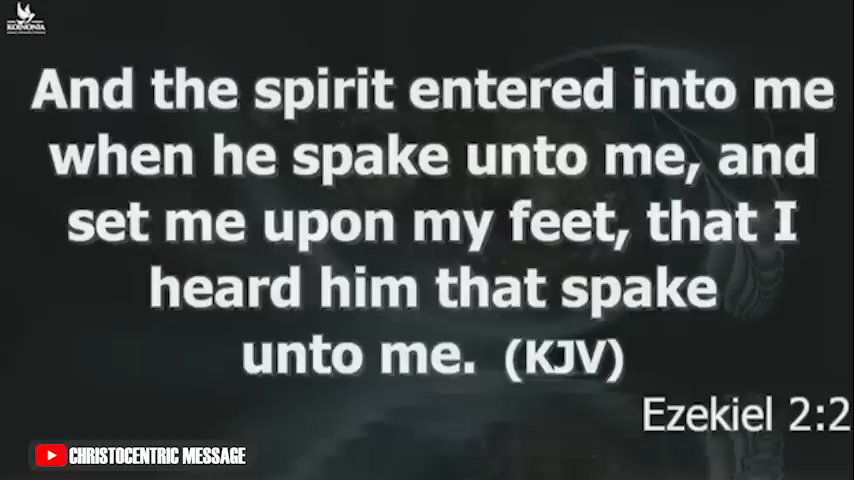 KOINONIA
And the spirit entered into me
when he spake unto me, and
set me upon my feet, that I
heard him that spake
unto me. (KJV)
Ezekiel 2:2
CHRISTOCENTRIC MESSAGE